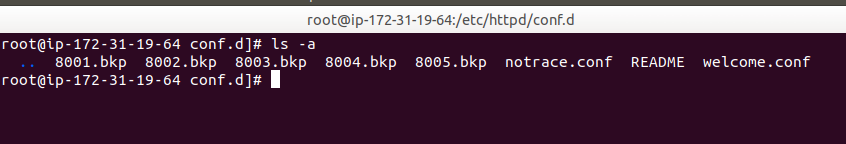 root@ip-172-31-19-64:/etc/httpd/conf.d
root@ip-172-31-19-64 conf.d]# ls -a
.. 8001.bkp 8002.bkp 8003.bkp 8004.bkp 8005.bkp notrace.conf README welcome.conf
root@ip-172-31-19-64 conf.d]#